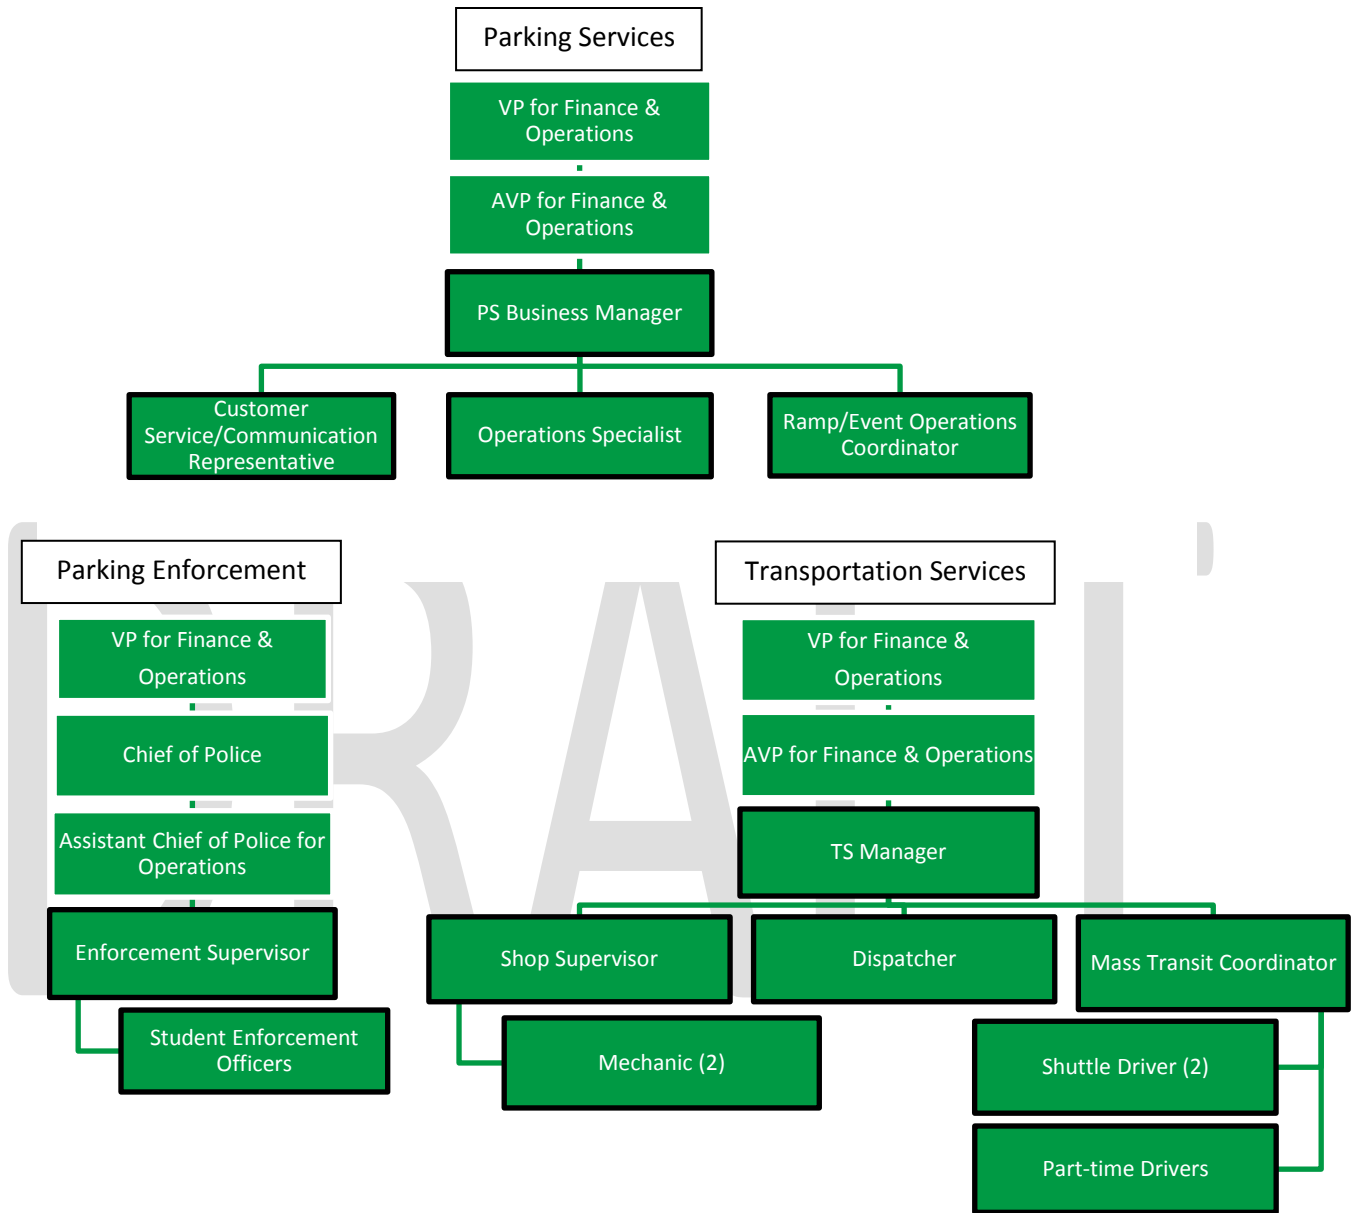 Parking Services
VP for Finance &
Operations
AVP for Finance &
Operations
PS Business Manager
Customer
Service/Communication
Representative
Operations Specialist
Ramp/Event Operations
Coordinator
DRAFT
Parking Enforcement
VP for Finance &
Operations
Chief of Police
Assistant Chief of Police for
Operations
Enforcement Supervisor
Student Enforcement
Officers
Transportation Services
VP for Finance &
Operations
AVP for Finance & Operations
TS Manager
Shop Supervisor
Dispatcher
Mass Transit Coordinator
Mechanic (2)
Shuttle Driver (2)
Part-time Drivers